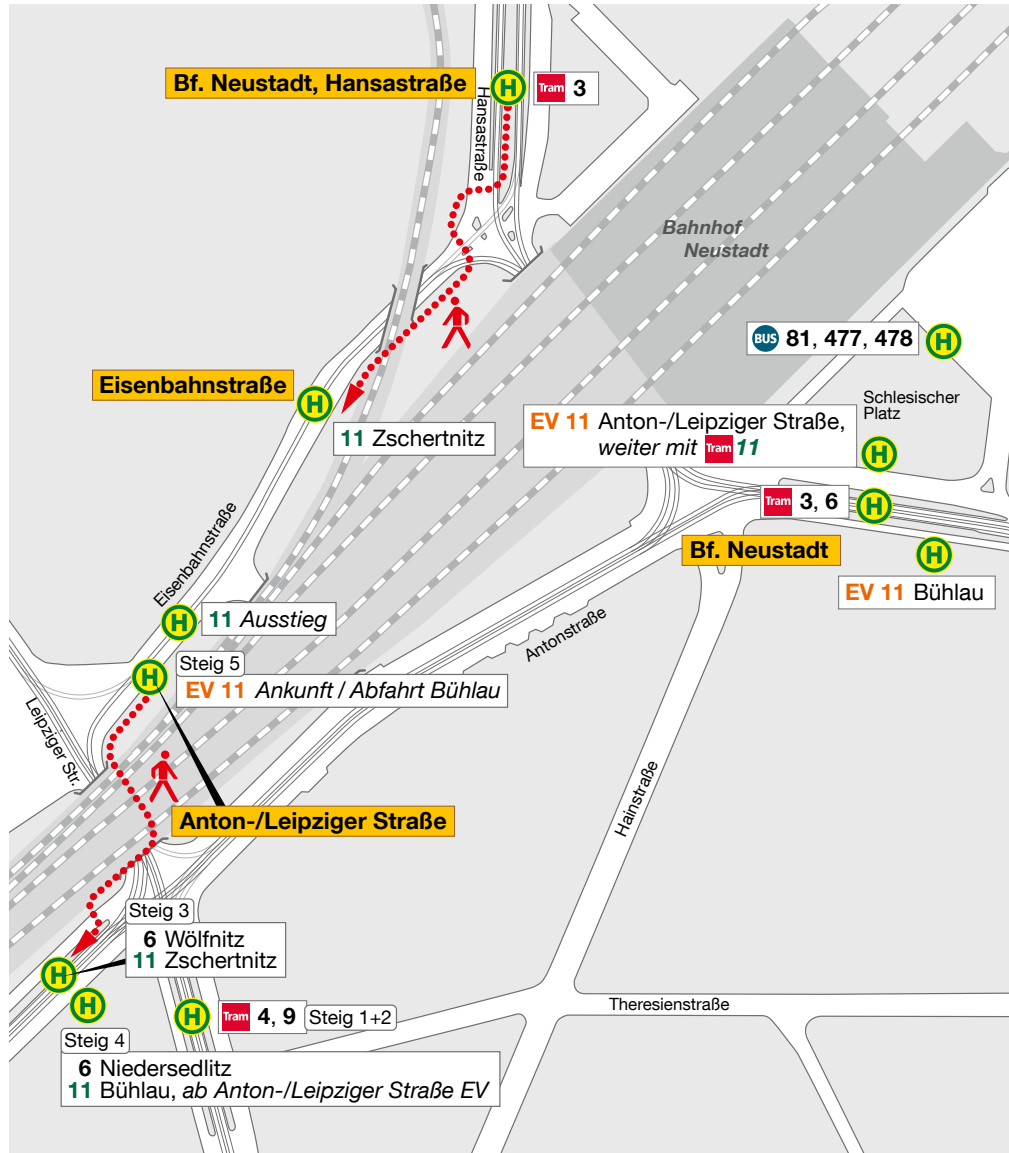 Bf. Neustadt, Hansastraße
H
Tram 3
Hansastraße
Bahnhof
Neustadt
BUS 81, 477, 478
H
Eisenbahnstraße
H
Schlesischer
Platz
11 Zschertnitz
EV 11 Anton-/Leipziger Straße,
weiter mit Tram 11
H
Tram 3, 6
H
Bf. Neustadt
H
EV 11 Bühlau
Eisenbahnstraße
H
11 Ausstieg
Antonstraße
H
Steig 5
EV 11 Ankunft / Abfahrt Bühlau
Leipziger Str.
Hainstraße
Anton-/Leipziger Straße
Steig 3
6 Wölfnitz
11 Zschertnitz
H
H
H
Tram 4, 9 Steig 1+2
Theresienstraße
Steig 4
6 Niedersedlitz
11 Bühlau, ab Anton-/Leipziger Straße EV